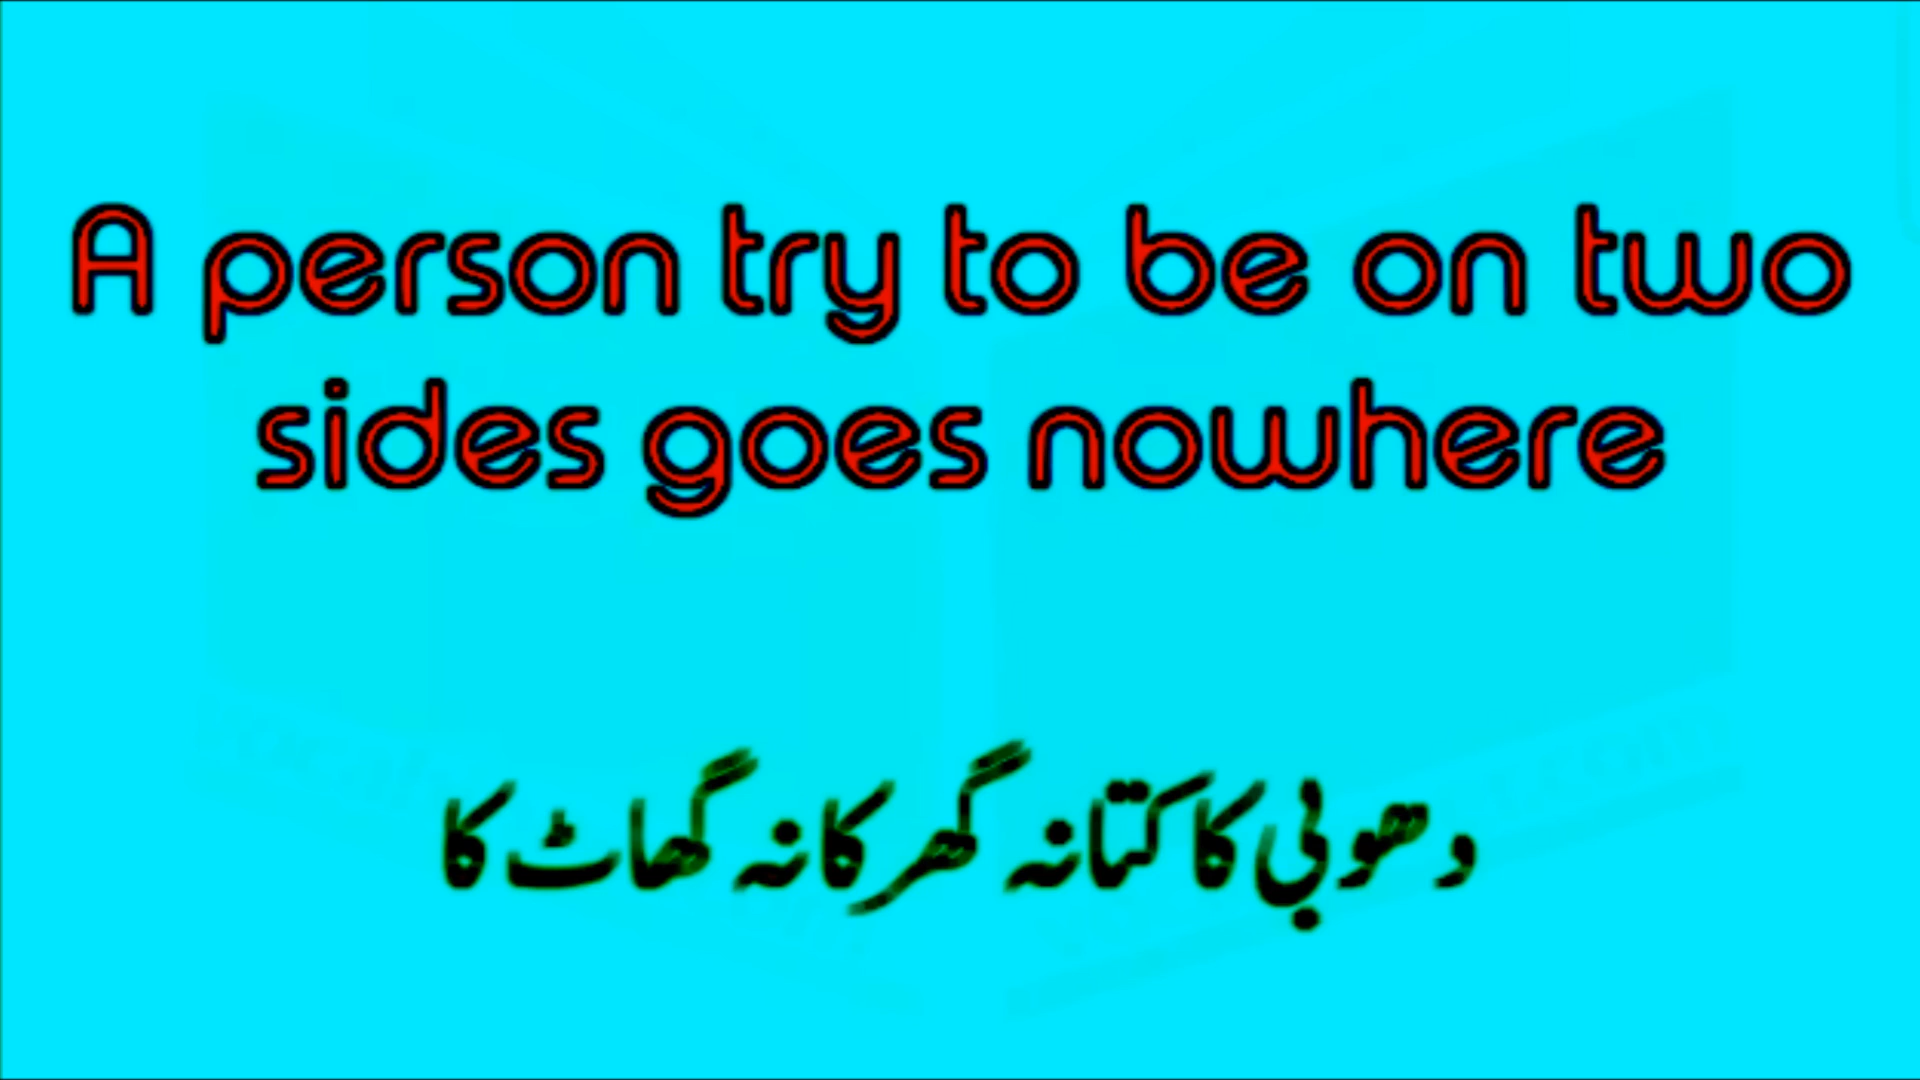 A person try to be on two
sides goes nowhere
دھوبی کا کتا نہ گھر کا نہ گھاٹ کا